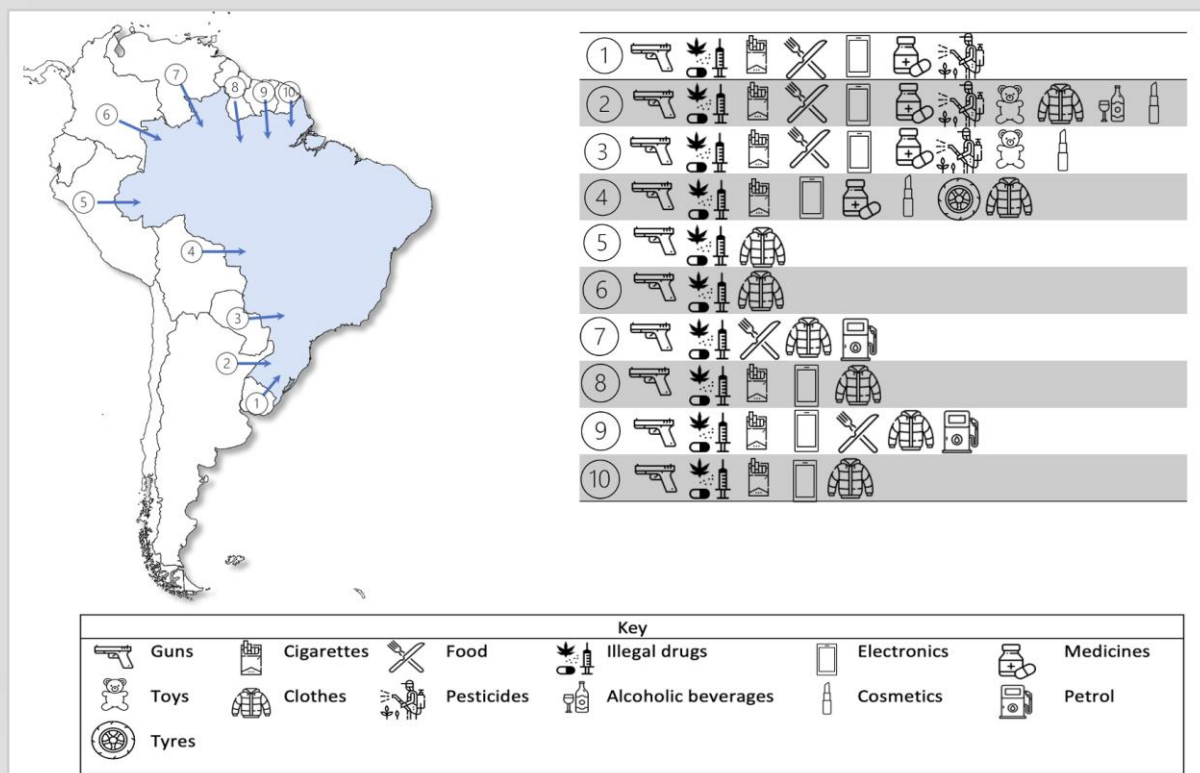 7
8
9
10
6
5
4
3
2
1
1
2
3
4
5
6
7
8
9
10
Key
Guns
Cigarettes
Food
Illegal drugs
Electronics
Medicines
Toys
Clothes
Pesticides
Alcoholic beverages
Cosmetics
Petrol
Tyres